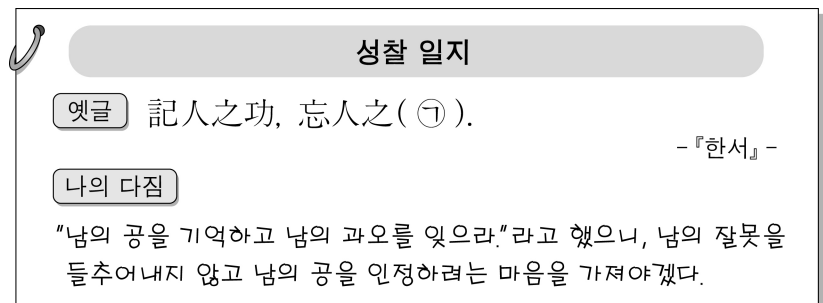 성찰 일지
옛글 記人之功, 忘人之( ㉠ ).
-『한서』-
나의 다짐
"남의 공을 기억하고 남의 과오를 잊으라."라고 했으니, 남의 잘못을
들추어내지 않고 남의 공을 인정하려는 마음을 가져야겠다.